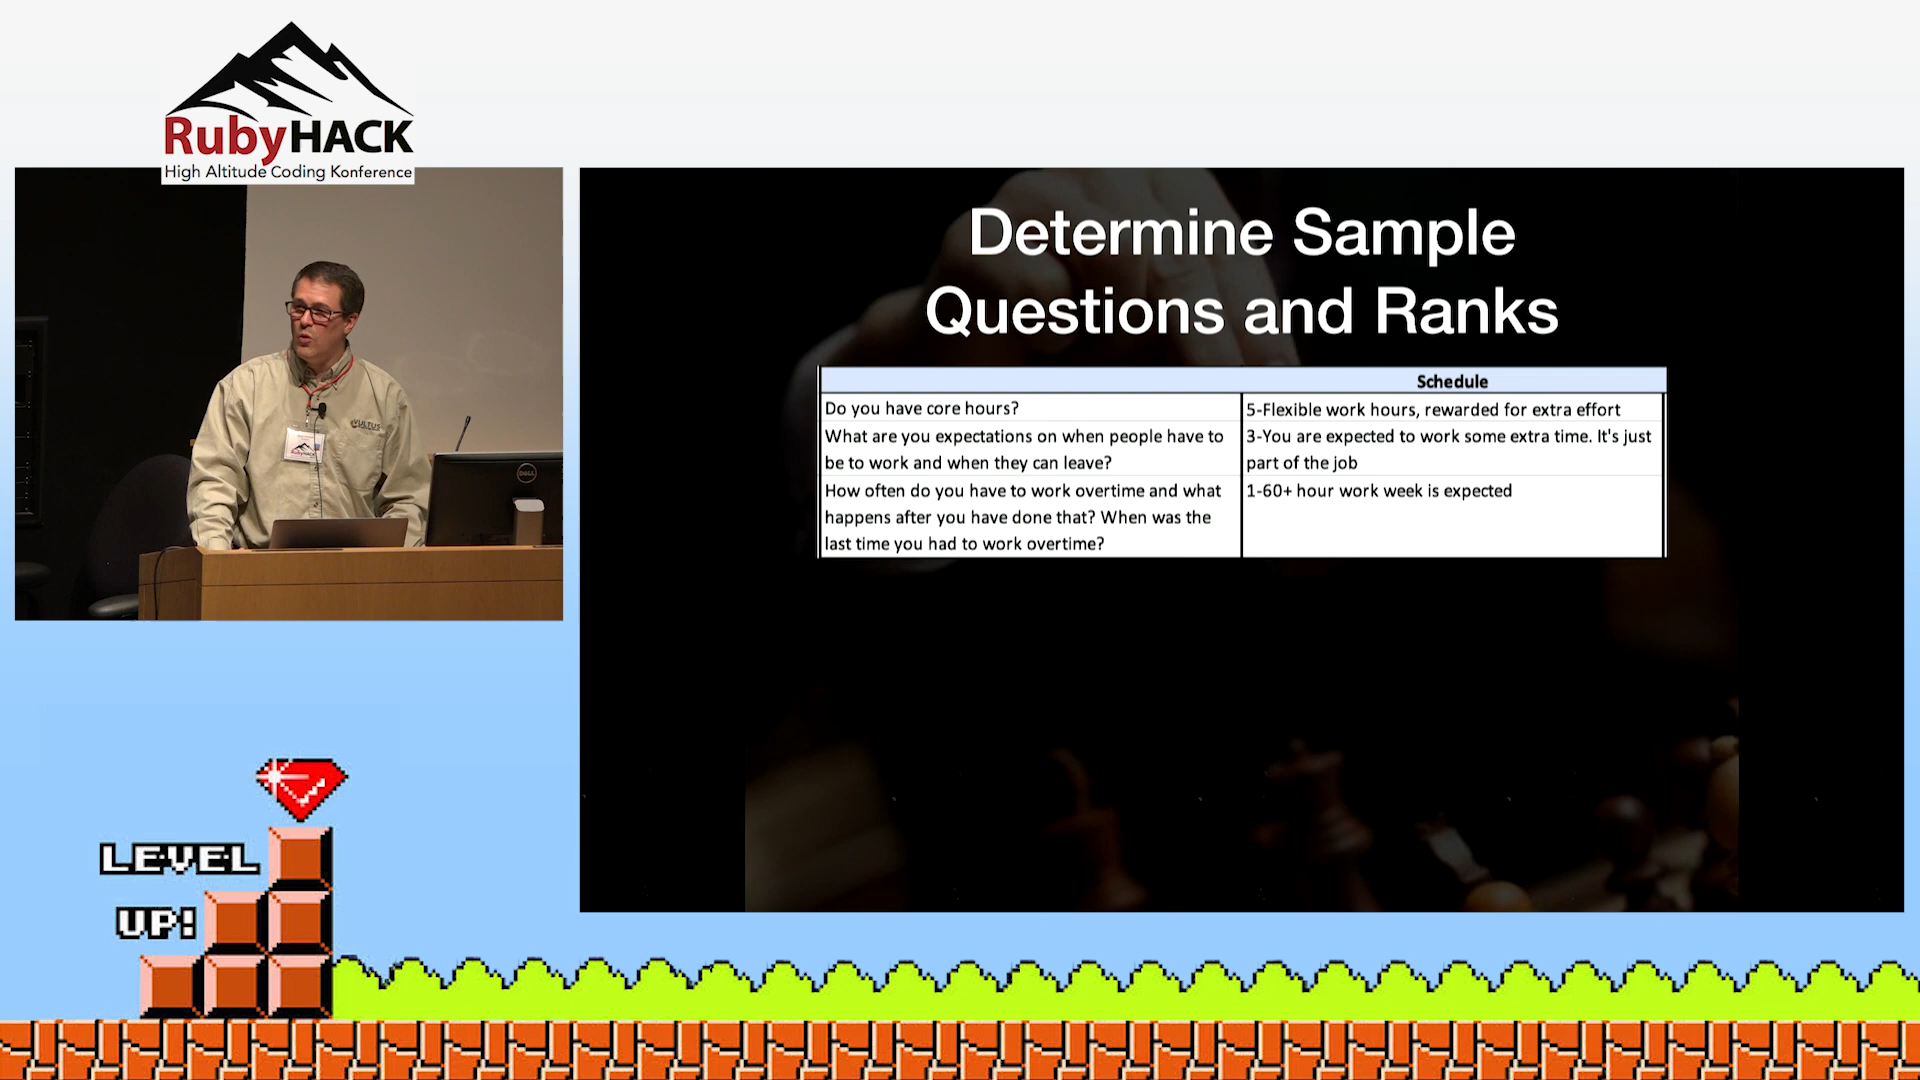 RubyHACK
High Altitude Coding Konference
Determine Sample
Questions and Ranks
Schedule
Do you have core hours?
5-Flexible work hours, rewarded for extra effort
What are you expectations on when people have to
be to work and when they can leave?
3-You are expected to work some extra time. It's just
part of the job
How often do you have to work overtime and what
happens after you have done that? When was the
last time you had to work overtime?
1-60+ hour work week is expected
VULTUS
RubyHACK
DELL
LEVEL
UP!